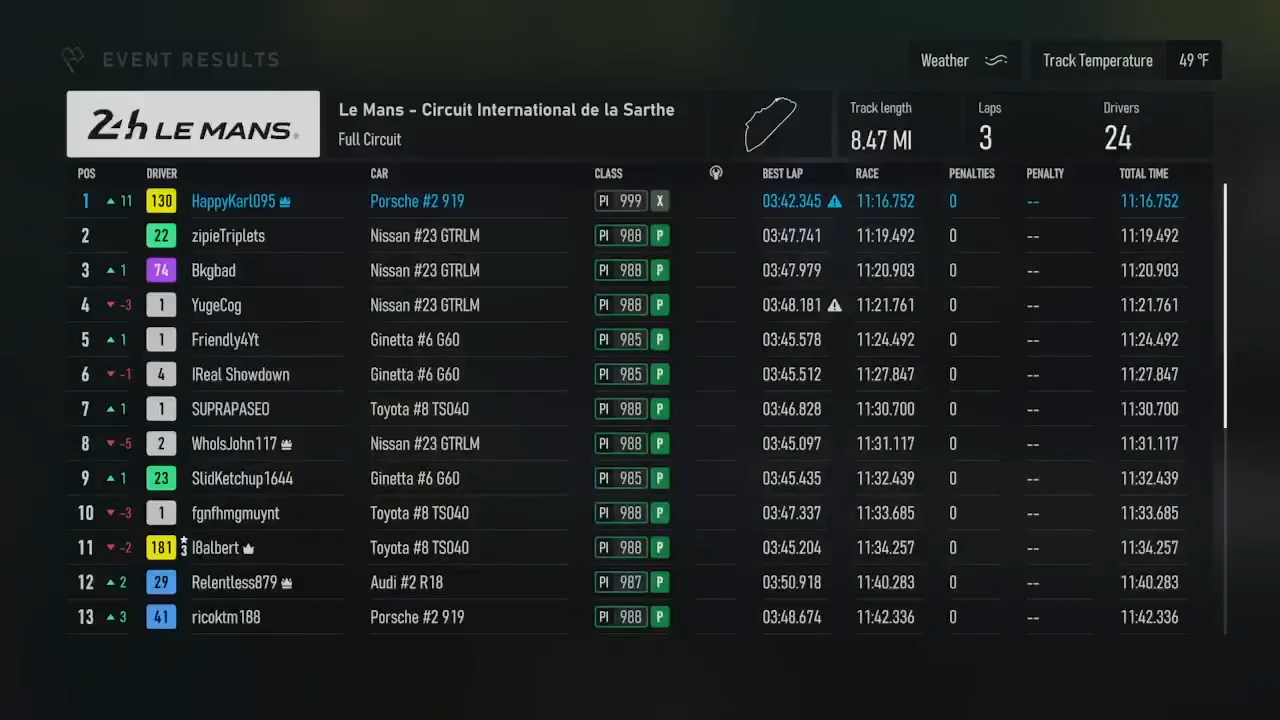 EVENT RESULTS Weather Track Temperature 49 °F
24h LE MANS
Le Mans - Circuit International de la Sarthe
Full Circuit
Track length Laps Drivers
8.47 MI 3 24
POS DRIVER CAR CLASS BEST LAP RACE PENALTIES PENALTY TOTAL TIME
1 11 130 HappyKarl095 Porsche #2 919 PI 999 X 03:42.345 11:16.752 0 -- 11:16.752
2 22 zipieTriplets Nissan #23 GTRLM PI 988 P 03:47.741 11:19.492 0 -- 11:19.492
3 1 74 Bkgbad Nissan #23 GTRLM PI 988 P 03:47.979 11:20.903 0 -- 11:20.903
4 -3 1 YugeCog Nissan #23 GTRLM PI 988 P 03:48.181 11:21.761 0 -- 11:21.761
5 1 1 Friendly4Yt Ginetta #6 G60 PI 985 P 03:45.578 11:24.492 0 -- 11:24.492
6 -1 4 IReal Showdown Ginetta #6 G60 PI 985 P 03:45.512 11:27.847 0 -- 11:27.847
7 1 1 SUPRAPASEO Toyota #8 TS040 PI 988 P 03:46.828 11:30.700 0 -- 11:30.700
8 -5 2 WhoIsJohn117 Nissan #23 GTRLM PI 988 P 03:45.097 11:31.117 0 -- 11:31.117
9 1 23 SlidKetchup1644 Ginetta #6 G60 PI 985 P 03:45.435 11:32.439 0 -- 11:32.439
10 -3 1 fgnfhmgmuynt Toyota #8 TS040 PI 988 P 03:47.337 11:33.685 0 -- 11:33.685
11 -2 181 3 I8albert Toyota #8 TS040 PI 988 P 03:45.204 11:34.257 0 -- 11:34.257
12 2 29 Relentless879 Audi #2 R18 PI 987 P 03:50.918 11:40.283 0 -- 11:40.283
13 3 41 ricoktm188 Porsche #2 919 PI 988 P 03:48.674 11:42.336 0 -- 11:42.336